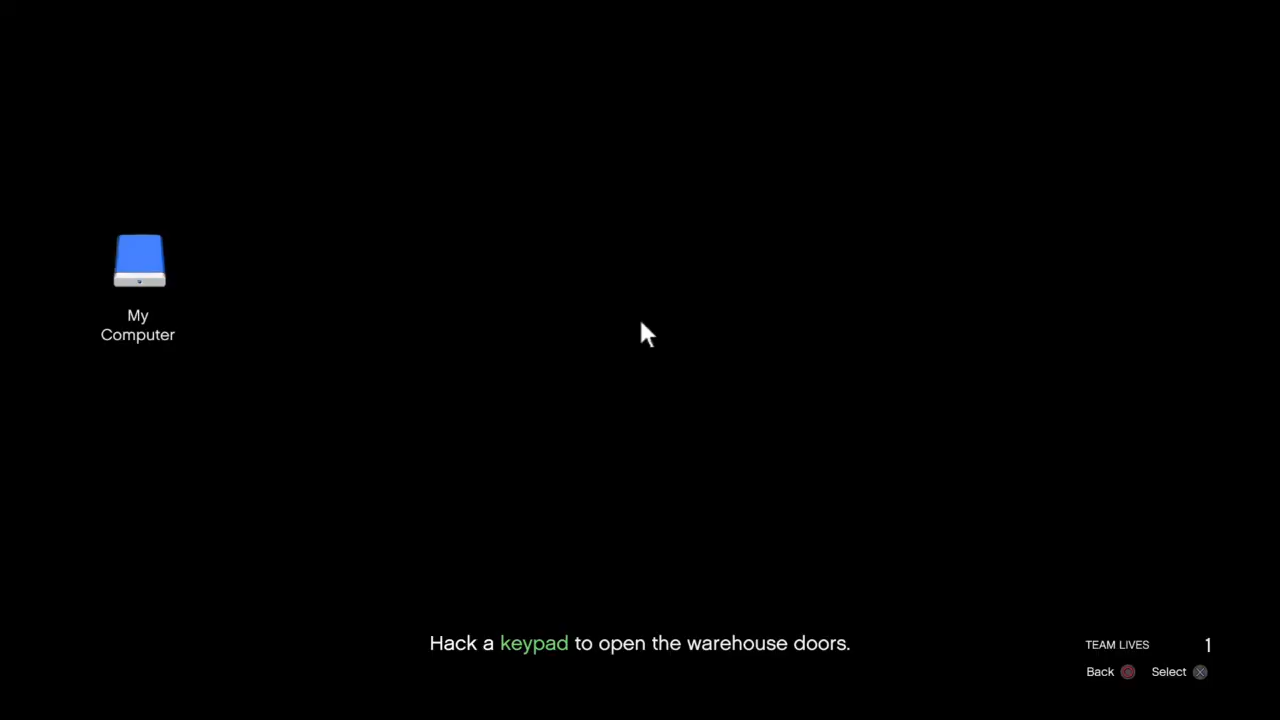 My
Computer
Hack a keypad to open the warehouse doors.
TEAM LIVES 1
Back Select